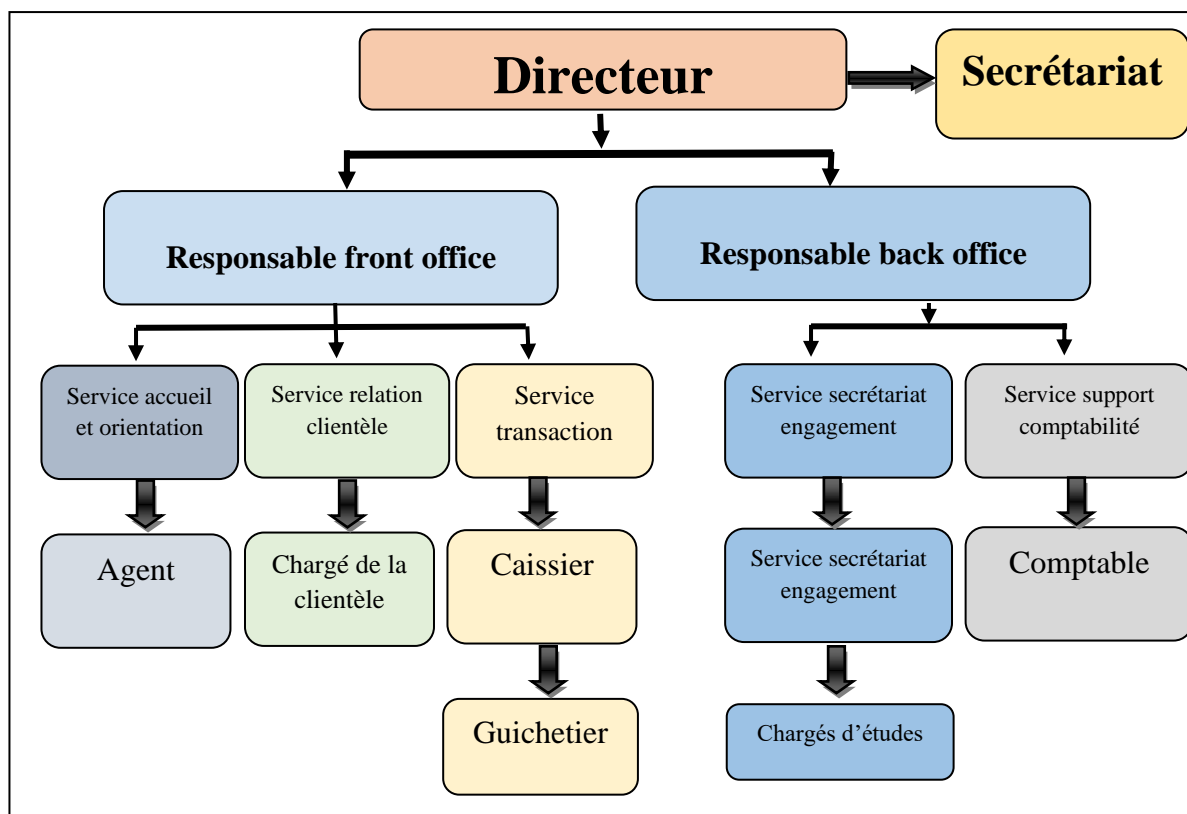 Directeur
Secrétariat
Responsable front office
Responsable back office
Service accueil
et orientation
Service relation
clientèle
Service
transaction
Service secrétariat
engagement
Service support
comptabilité
Agent
Chargé de la
clientèle
Caissier
Service secrétariat
engagement
Comptable
Guichetier
Chargés d’études